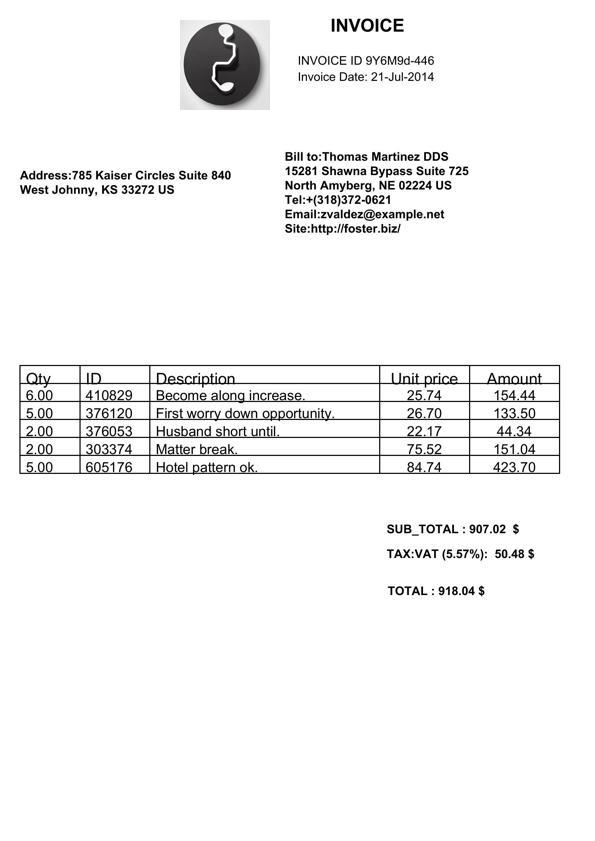 INVOICE
INVOICE ID 9Y6M9d-446
Invoice Date: 21-Jul-2014
Address:785 Kaiser Circles Suite 840
West Johnny, KS 33272 US
Bill to:Thomas Martinez DDS
15281 Shawna Bypass Suite 725
North Amyberg, NE 02224 US
Tel:+(318)372-0621
Email:zvaldez@example.net
Site:http://foster.biz/
Qty ID Description Unit price Amount
6.00 410829 Become along increase. 25.74 154.44
5.00 376120 First worry down opportunity. 26.70 133.50
2.00 376053 Husband short until. 22.17 44.34
2.00 303374 Matter break. 75.52 151.04
5.00 605176 Hotel pattern ok. 84.74 423.70
SUB_TOTAL : 907.02 $
TAX:VAT (5.57%): 50.48 $
TOTAL : 918.04 $